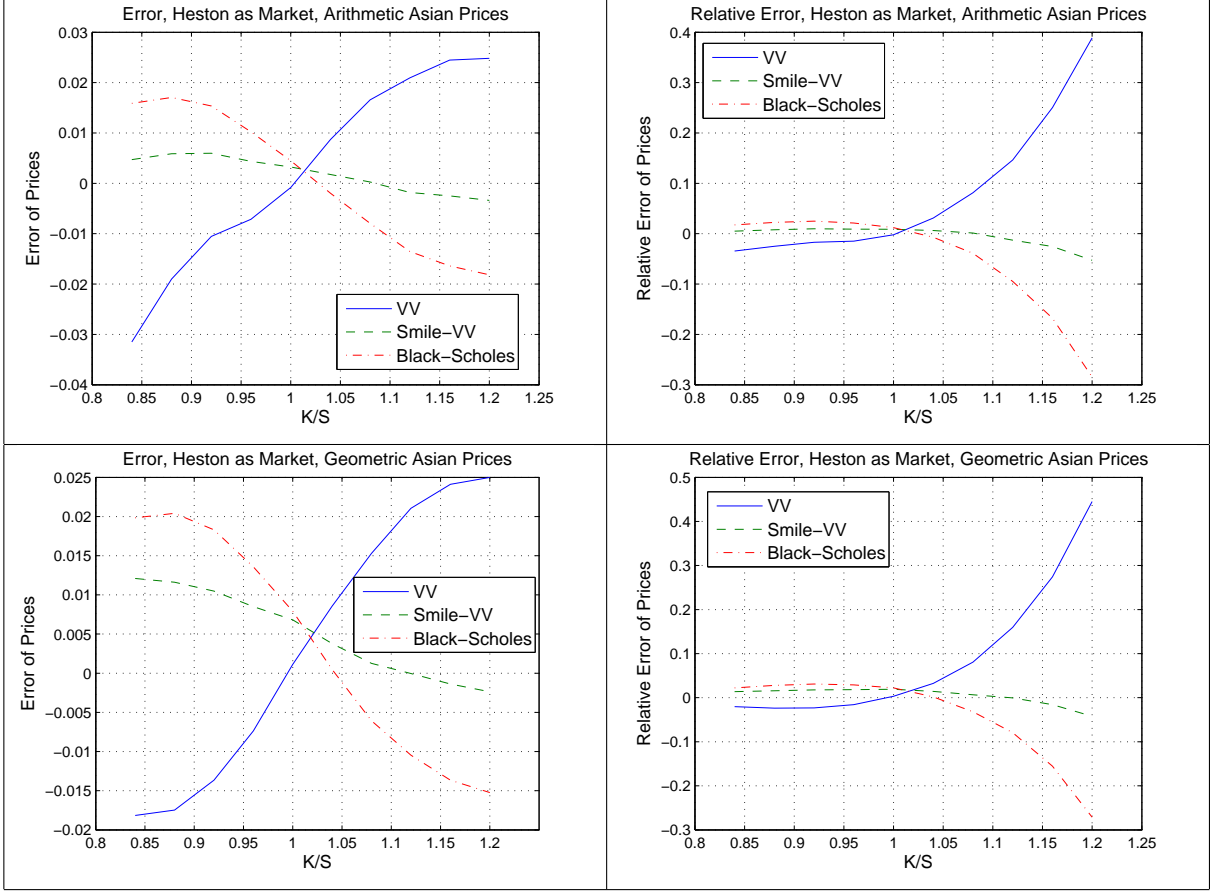 Error, Heston as Market, Arithmetic Asian Prices
0.03
0.02
0.01
0
−0.01
−0.02
−0.03
−0.04
Error of Prices
VV
Smile−VV
Black−Scholes
0.8 0.85 0.9 0.95 1 1.05 1.1 1.15 1.2 1.25
K/S
Relative Error, Heston as Market, Arithmetic Asian Prices
0.4
0.3
0.2
0.1
0
−0.1
−0.2
−0.3
Relative Error of Prices
VV
Smile−VV
Black−Scholes
0.8 0.85 0.9 0.95 1 1.05 1.1 1.15 1.2 1.25
K/S
Error, Heston as Market, Geometric Asian Prices
0.025
0.02
0.015
0.01
0.005
0
−0.005
−0.01
−0.015
−0.02
Error of Prices
VV
Smile−VV
Black−Scholes
0.8 0.85 0.9 0.95 1 1.05 1.1 1.15 1.2
K/S
Relative Error, Heston as Market, Geometric Asian Prices
0.5
0.4
0.3
0.2
0.1
0
−0.1
−0.2
−0.3
Relative Error of Prices
VV
Smile−VV
Black−Scholes
0.8 0.85 0.9 0.95 1 1.05 1.1 1.15 1.2 1.25
K/S